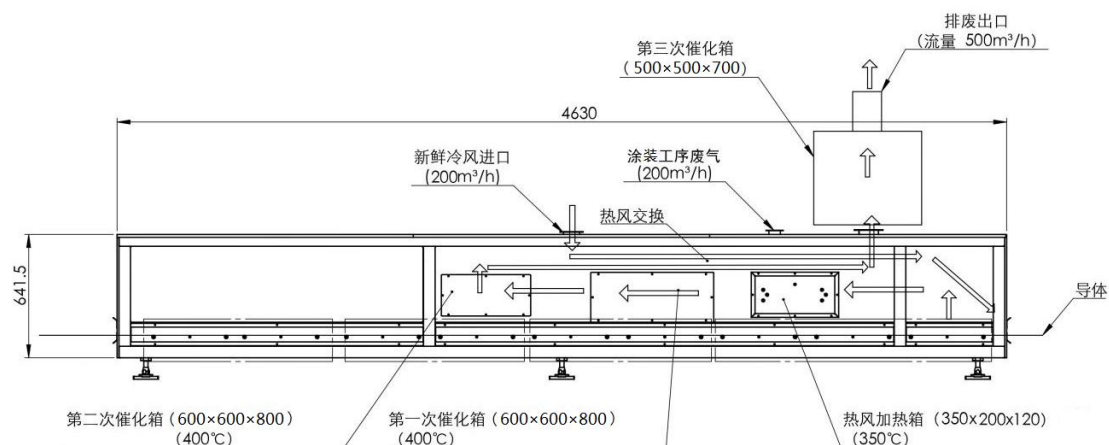 排废出口
（流量 500m³/h）
第三次催化箱
（500×500×700）
4630
新鲜冷风进口
（200m³/h）
涂装工序废气
（200m³/h）
热风交换
641.5
导体
第二次催化箱（600×600×800）
（400℃）
第一次催化箱（600×600×800）
（400℃）
热风加热箱（350x200x120）
（350℃）